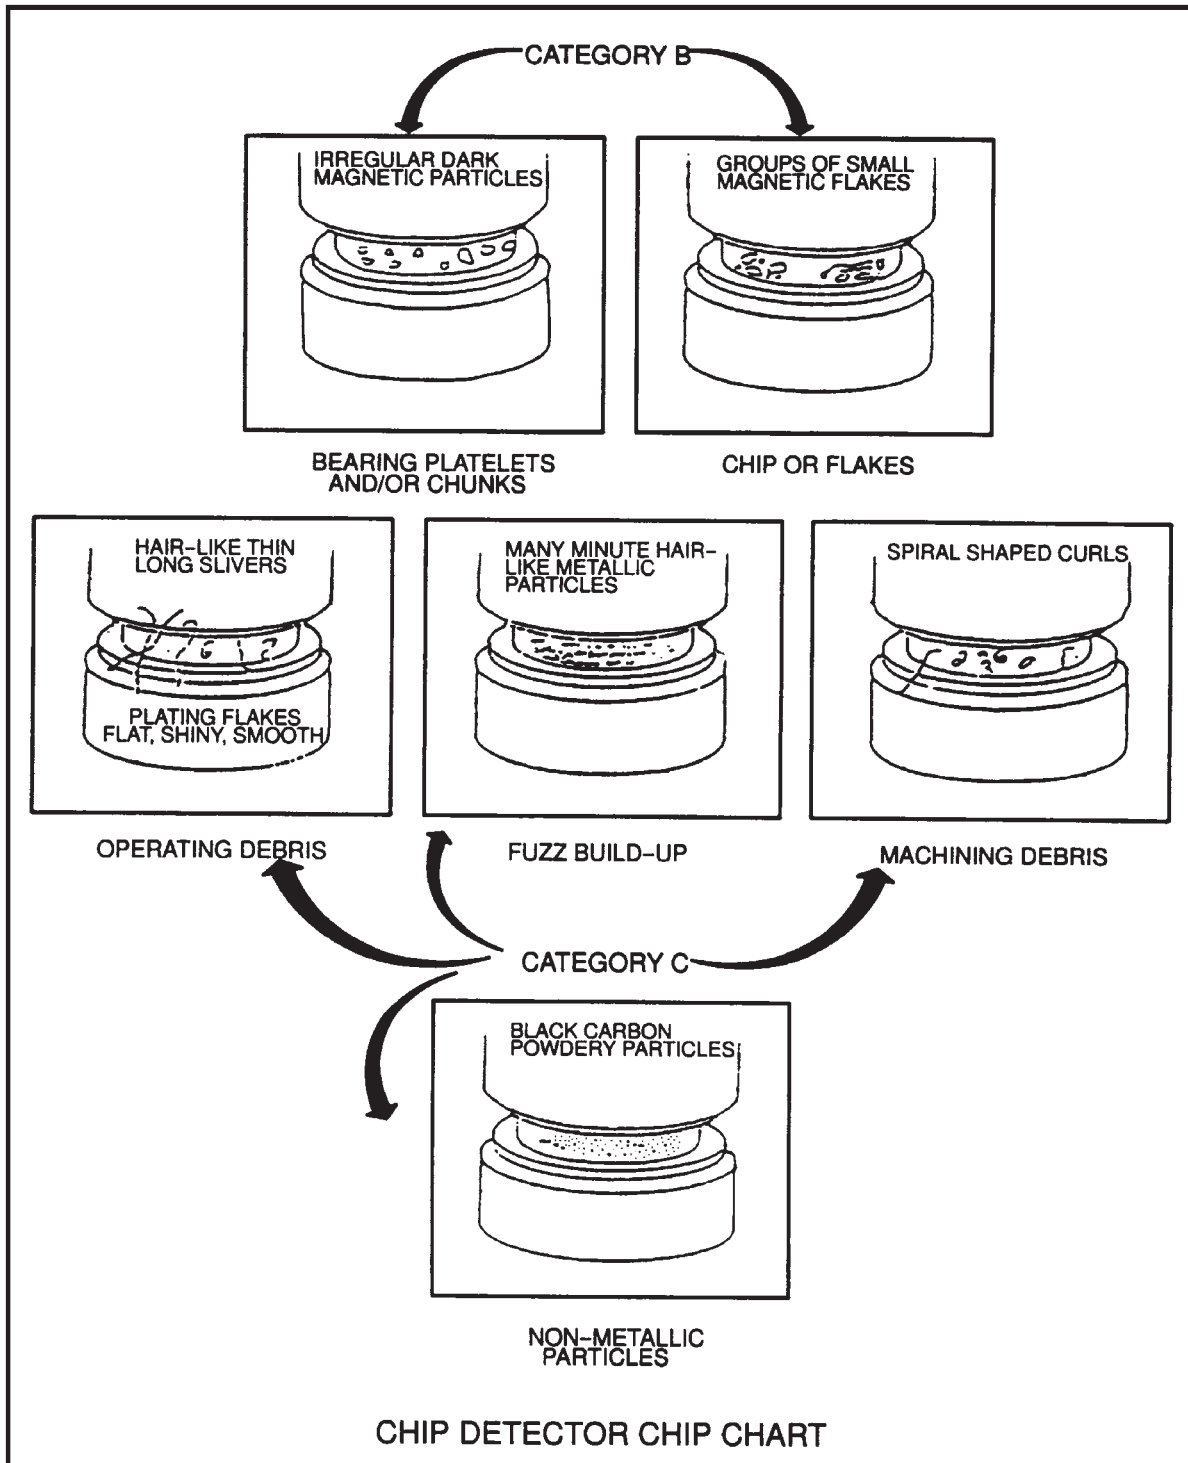 CATEGORY B
IRREGULAR DARK
MAGNETIC PARTICLES
GROUPS OF SMALL
MAGNETIC FLAKES
BEARING PLATELETS
AND/OR CHUNKS
CHIP OR FLAKES
HAIR-LIKE THIN
LONG SLIVERS
PLATING FLAKES
FLAT, SHINY, SMOOTH
MANY MINUTE HAIR-
LIKE METALLIC
PARTICLES
SPIRAL SHAPED CURLS
OPERATING DEBRIS
FUZZ BUILD-UP
MACHINING DEBRIS
CATEGORY C
BLACK CARBON
POWDERY PARTICLES
NON-METALLIC
PARTICLES
CHIP DETECTOR CHIP CHART